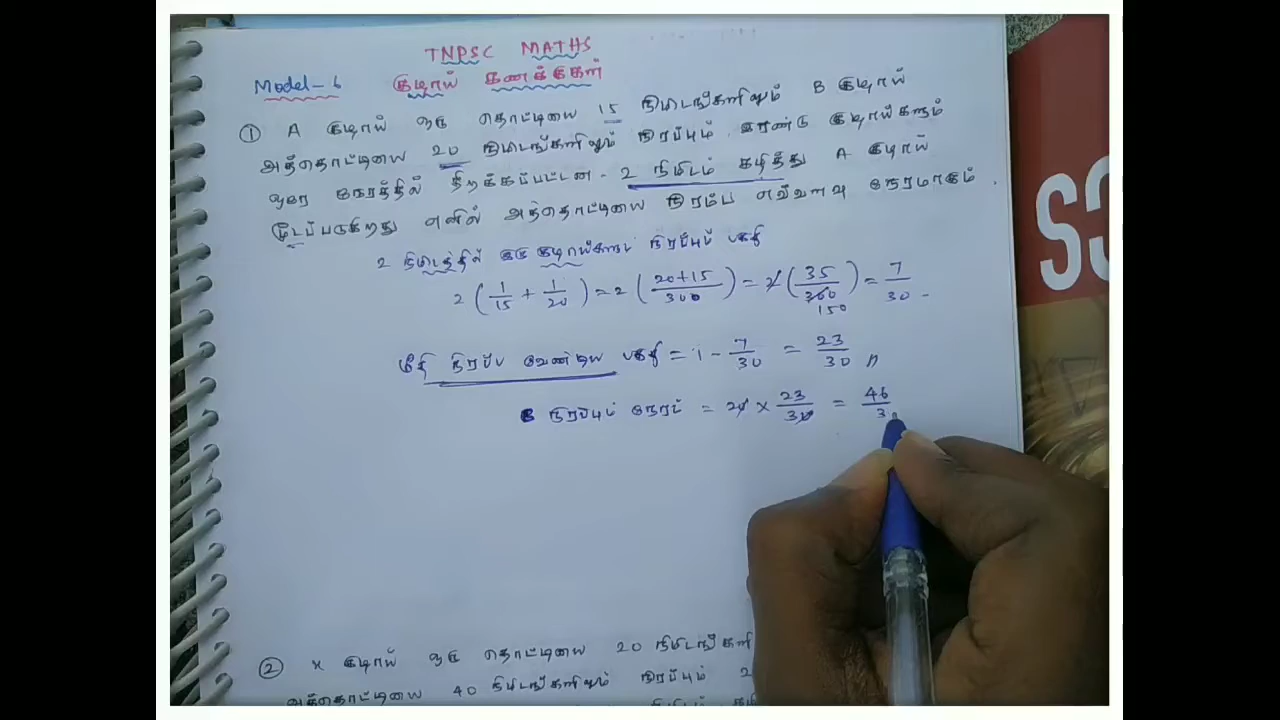 TNPSC MATHS
Model - 6 குழாய் கணக்குகள்
① A குழாய் ஒரு தொட்டியை 15 நிமிடங்களிலும் B குழாய்
அத்தொட்டியை 20 நிமிடங்களிலும் நிரப்பும். இரண்டு குழாய்களும்
ஒரே நேரத்தில் திறக்கப்பட்டன. 2 நிமிடம் கழித்து A குழாய்
மூடப்படுகிறது எனில் அத்தொட்டியை நிரம்ப எவ்வளவு நேரமாகும்.
2 நிமிடத்தில் இரு குழாய்களும் நிரப்பும் பகுதி
2 (1/15 + 1/20) = 2 (20+15/300) = 2 (35/300 150) = 7/30
மீதி நிரப்ப வேண்டிய பகுதி = 1 - 7/30 = 23/30 //
B நிரப்பும் நேரம் = 20 × 23/30 = 46/3
② X குழாய் ஒரு தொட்டியை 20 நிமிடங்களி
அத்தொட்டியை 40 நிமிடங்களிலும் நிரப்பும் 2
SC